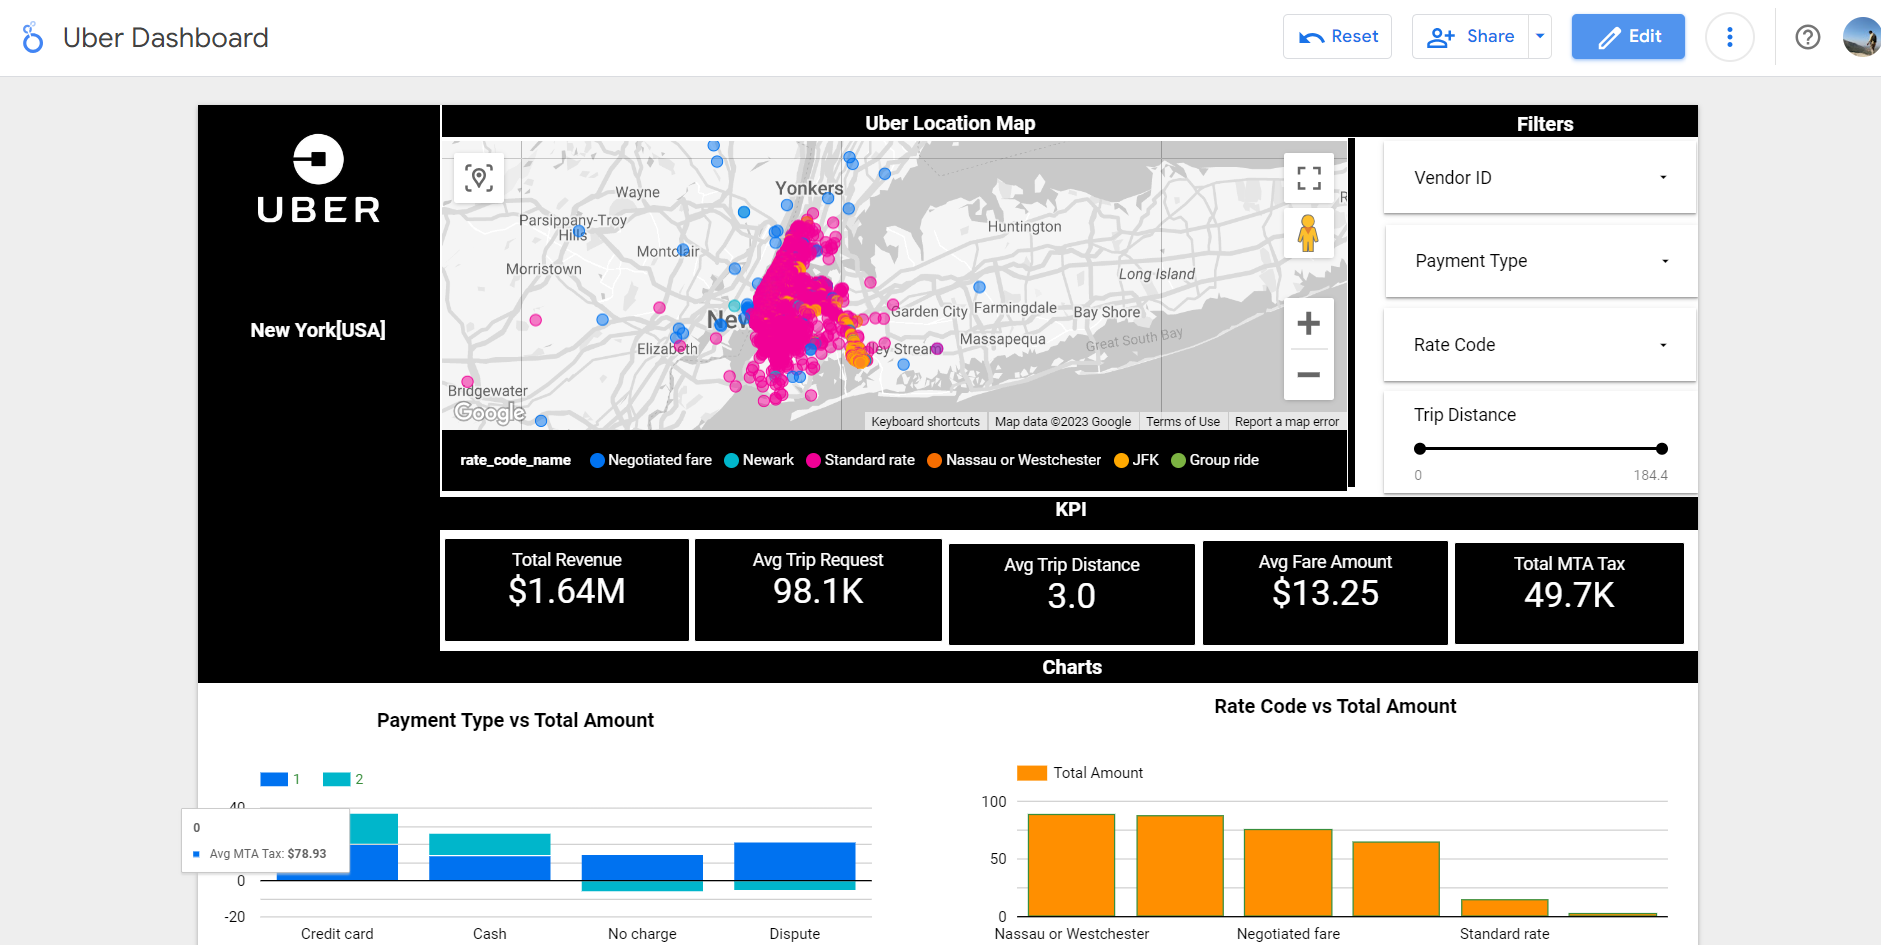 Uber Dashboard
Reset
Share
Edit
UBER
New York[USA]
Uber Location Map
Filters
Wayne
Yonkers
Parsippany-Troy
Hills
Montclair
Morristown
Huntington
Long Island
Garden City
Farmingdale
Bay Shore
Massapequa
Great South Bay
Elizabeth
Bridgewater
Google
Keyboard shortcuts
Map data ©2023 Google
Terms of Use
Report a map error
rate_code_name
Negotiated fare
Newark
Standard rate
Nassau or Westchester
JFK
Group ride
Vendor ID
Payment Type
Rate Code
Trip Distance
0
184.4
KPI
Total Revenue
$1.64M
Avg Trip Request
98.1K
Avg Trip Distance
3.0
Avg Fare Amount
$13.25
Total MTA Tax
49.7K
Charts
Payment Type vs Total Amount
1
2
40
0
Avg MTA Tax: $78.93
0
-20
Credit card
Cash
No charge
Dispute
Rate Code vs Total Amount
Total Amount
100
50
0
Nassau or Westchester
Negotiated fare
Standard rate